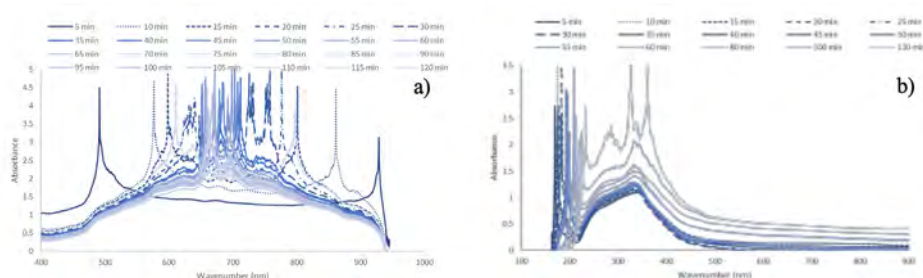 5 min 10 min 15 min 20 min 25 min 30 min
35 min 40 min 45 min 50 min 55 min 60 min
65 min 70 min 75 min 80 min 85 min 90 min
95 min 100 min 105 min 110 min 115 min 120 min
a)
5
4.5
4
3.5
3
2.5
2
1.5
1
0.5
0
Absorbance
400 500 600 700 800 900 1000
Wavenumber (nm)
5 min 10 min 15 min 20 min 25 min
30 min 35 min 40 min 45 min 50 min
55 min 60 min 80 min 100 min
b)
3.5
3
2.5
2
1.5
1
0.5
0
Absorbance
100 200 300 400 500 600 700 800 900
Wavenumber (nm)